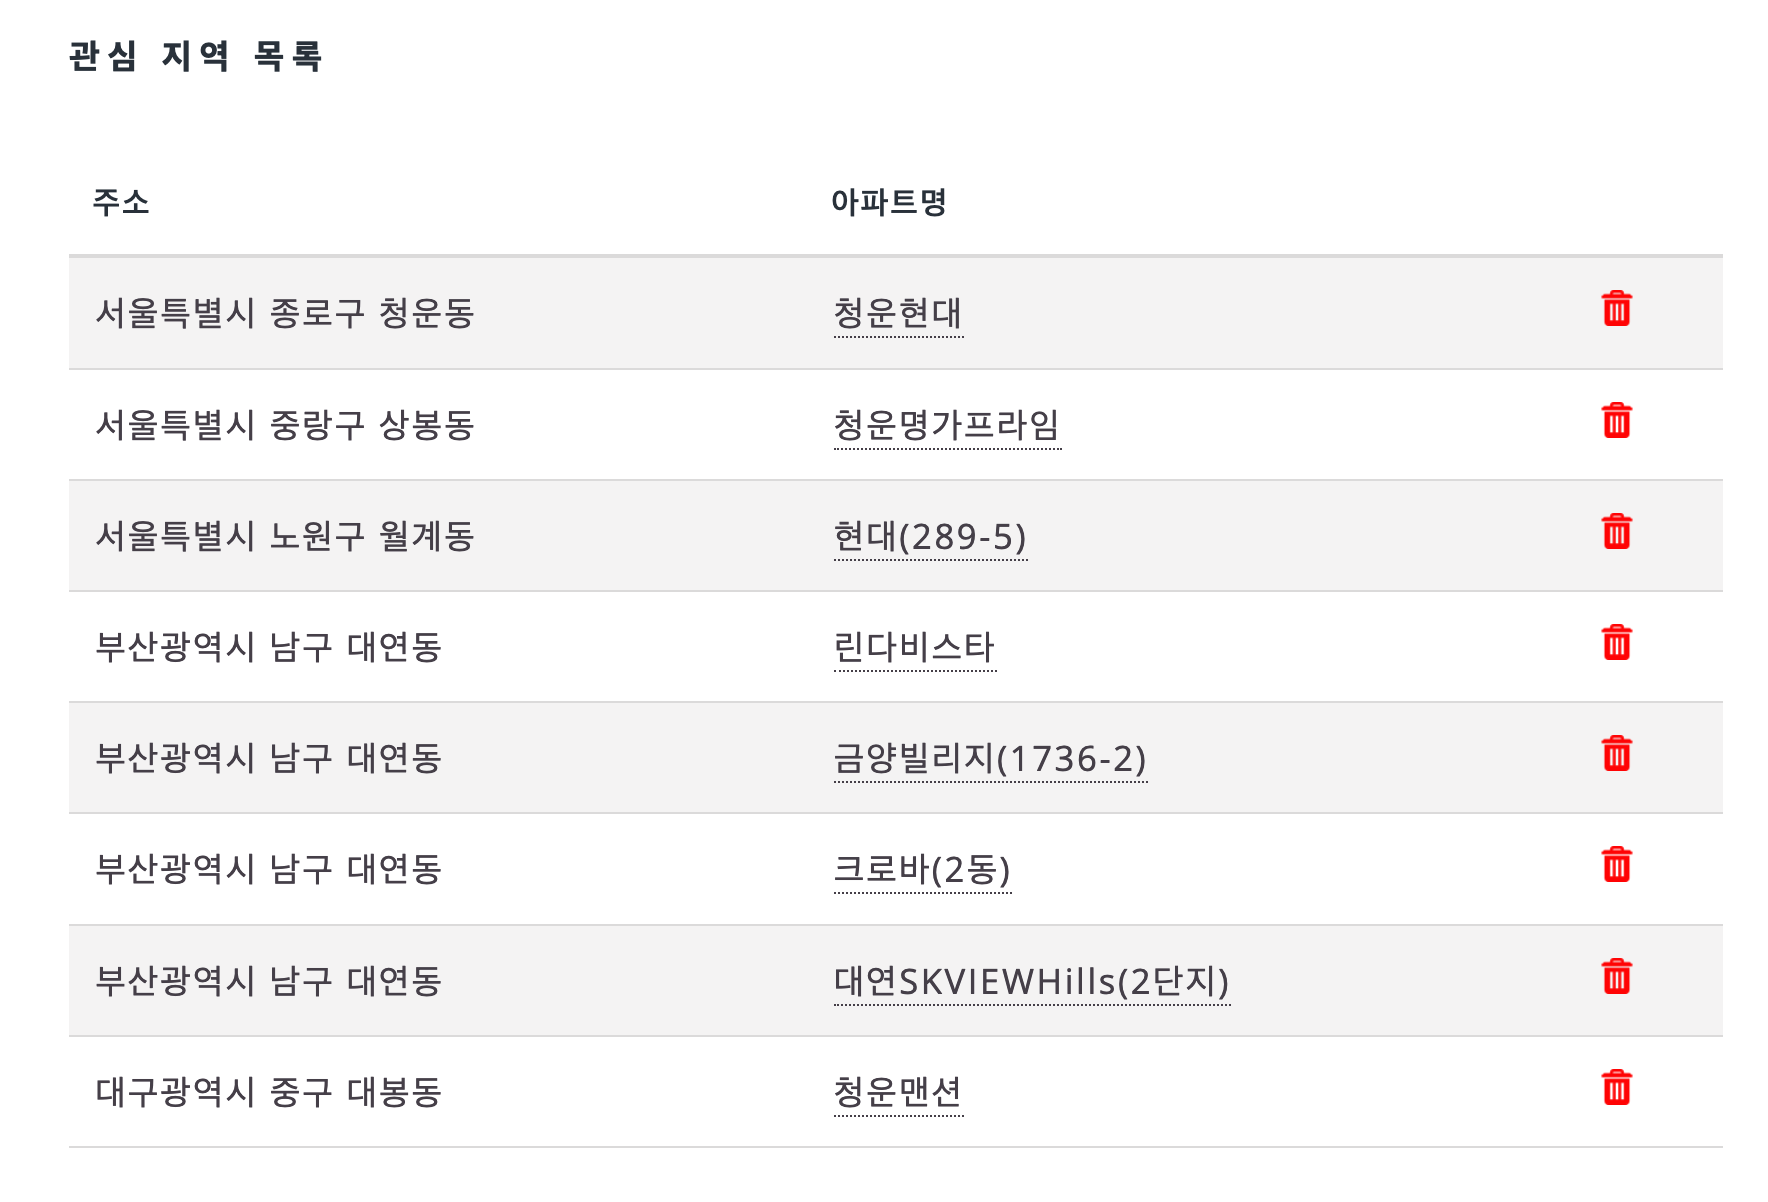 관심 지역 목록
주소 아파트명
서울특별시 종로구 청운동 청운현대
서울특별시 중랑구 상봉동 청운명가프라임
서울특별시 노원구 월계동 현대(289-5)
부산광역시 남구 대연동 린다비스타
부산광역시 남구 대연동 금양빌리지(1736-2)
부산광역시 남구 대연동 크로바(2동)
부산광역시 남구 대연동 대연SKVIEWHills(2단지)
대구광역시 중구 대봉동 청운맨션